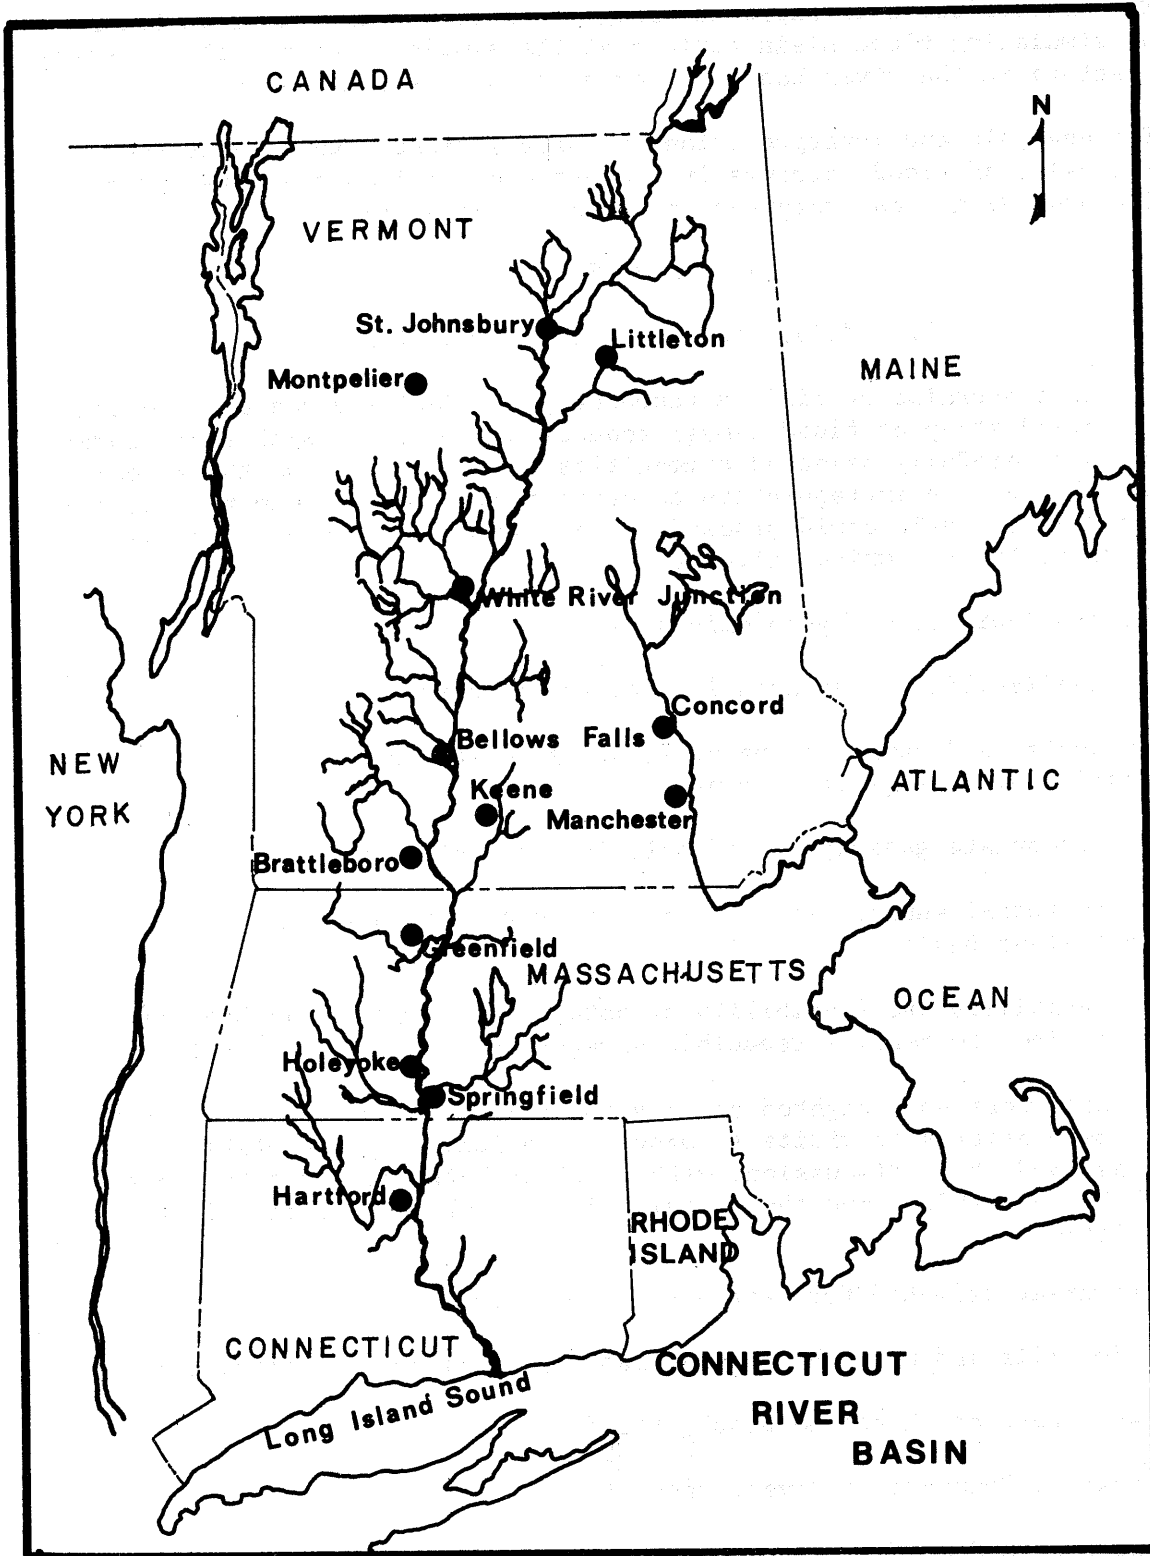 CANADA
N
VERMONT
St. Johnsbury
Littleton
Montpelier
MAINE
White River Junction
Concord
Bellows Falls
NEW
YORK
Keene
ATLANTIC
Manchester
Brattleboro
Greenfield
MASSACHUSETTS
OCEAN
Holeyoke
Springfield
Hartford
RHODE
ISLAND
CONNECTICUT
Long Island Sound
CONNECTICUT
RIVER
BASIN